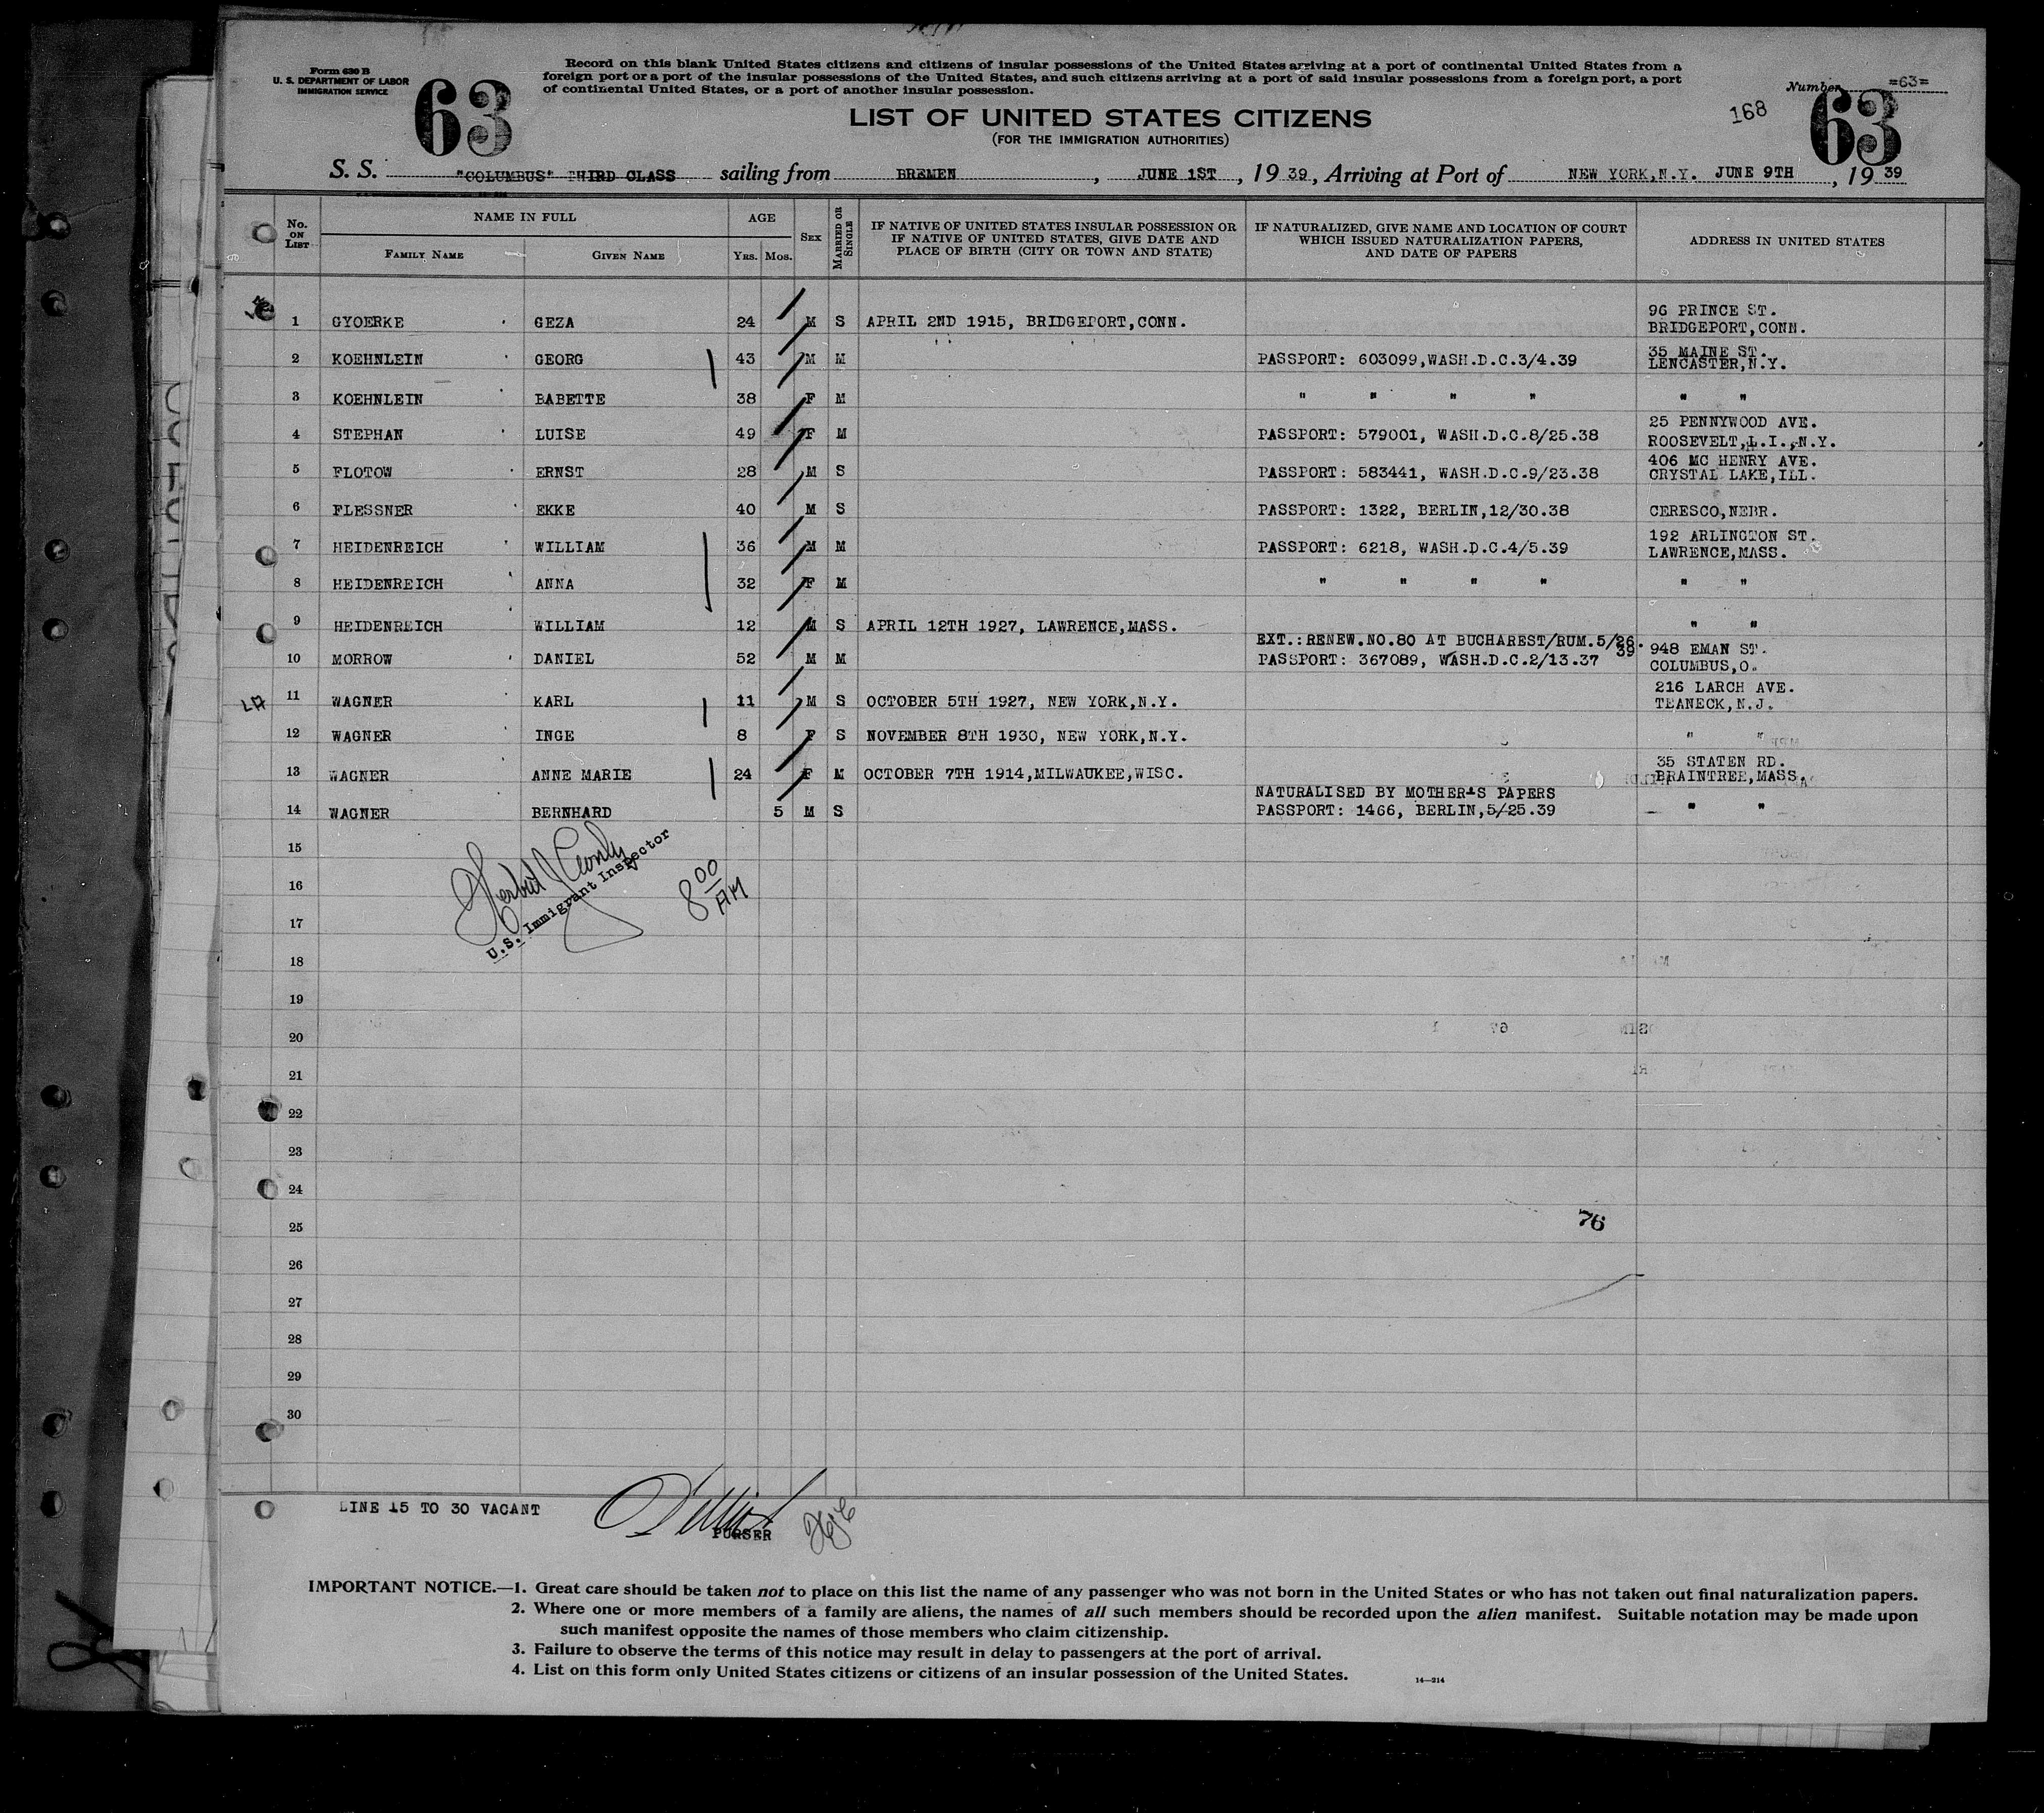 Form 630 B
U. S. DEPARTMENT OF LABOR
IMMIGRATION SERVICE
63
Record on this blank United States citizens and citizens of insular possessions of the United States arriving at a port of continental United States from a
foreign port or a port of the insular possessions of the United States, and such citizens arriving at a port of said insular possessions from a foreign port, a port
of continental United States, or a port of another insular possession.
Number =63=
168
63
LIST OF UNITED STATES CITIZENS
(FOR THE IMMIGRATION AUTHORITIES)
S. S. "COLUMBUS" THIRD CLASS sailing from BREMEN, JUNE 1ST, 1939, Arriving at Port of NEW YORK,N.Y. JUNE 9TH, 1939
No. ON LIST NAME IN FULL AGE SEX MARRIED OR SINGLE IF NATIVE OF UNITED STATES INSULAR POSSESSION OR IF NATIVE OF UNITED STATES, GIVE DATE AND PLACE OF BIRTH (CITY OR TOWN AND STATE) IF NATURALIZED, GIVE NAME AND LOCATION OF COURT WHICH ISSUED NATURALIZATION PAPERS, AND DATE OF PAPERS ADDRESS IN UNITED STATES
FAMILY NAME GIVEN NAME YRS. MOS.
96 PRINCE ST.
1 GYOERKE GEZA 24 M S APRIL 2ND 1915, BRIDGEPORT,CONN. BRIDGEPORT,CONN.
35 MAINE ST.
2 KOEHNLEIN GEORG 43 M M PASSPORT: 603099,WASH.D.C.3/4.39 LENCASTER,N.Y.
3 KOEHNLEIN BABETTE 38 F M " " " " " "
25 PENNYWOOD AVE.
4 STEPHAN LUISE 49 F M PASSPORT: 579001, WASH.D.C.8/25.38 ROOSEVELT,L.I.,N.Y.
406 MC HENRY AVE.
5 FLOTOW ERNST 28 M S PASSPORT: 583441, WASH.D.C.9/23.38 CRYSTAL LAKE,ILL.
6 FLESSNER EKKE 40 M S PASSPORT: 1322, BERLIN,12/30.38 CERESCO,NEBR.
192 ARLINGTON ST.
7 HEIDENREICH WILLIAM 36 M M PASSPORT: 6218, WASH.D.C.4/5.39 LAWRENCE,MASS.
8 HEIDENREICH ANNA 32 F M " " " " " "
9 HEIDENREICH WILLIAM 12 M S APRIL 12TH 1927, LAWRENCE,MASS. " "
EXT.:RENEW.NO.80 AT BUCHAREST/RUM.5/26.39
948 EMAN ST.
10 MORROW DANIEL 52 M M PASSPORT: 367089, WASH.D.C.2/13.37 COLUMBUS,O.
216 LARCH AVE.
11 WAGNER KARL 11 M S OCTOBER 5TH 1927, NEW YORK,N.Y. TEANECK,N.J.
12 WAGNER INGE 8 F S NOVEMBER 8TH 1930, NEW YORK,N.Y. " "
35 STATEN RD.
13 WAGNER ANNE MARIE 24 F M OCTOBER 7TH 1914,MILWAUKEE,WISC. BRAINTREE,MASS.
NATURALISED BY MOTHER'S PAPERS
14 WAGNER BERNHARD 5 M S PASSPORT: 1466, BERLIN,5/25.39 " "
15
16
U.S. Immigrant Inspector
8 00 AM
17
18
19
20
21
22
23
24
76
25
26
27
28
29
30
LINE 15 TO 30 VACANT
PURSER
IMPORTANT NOTICE.—1. Great care should be taken not to place on this list the name of any passenger who was not born in the United States or who has not taken out final naturalization papers.
2. Where one or more members of a family are aliens, the names of all such members should be recorded upon the alien manifest. Suitable notation may be made upon
such manifest opposite the names of those members who claim citizenship.
3. Failure to observe the terms of this notice may result in delay to passengers at the port of arrival.
4. List on this form only United States citizens or citizens of an insular possession of the United States.
14—214